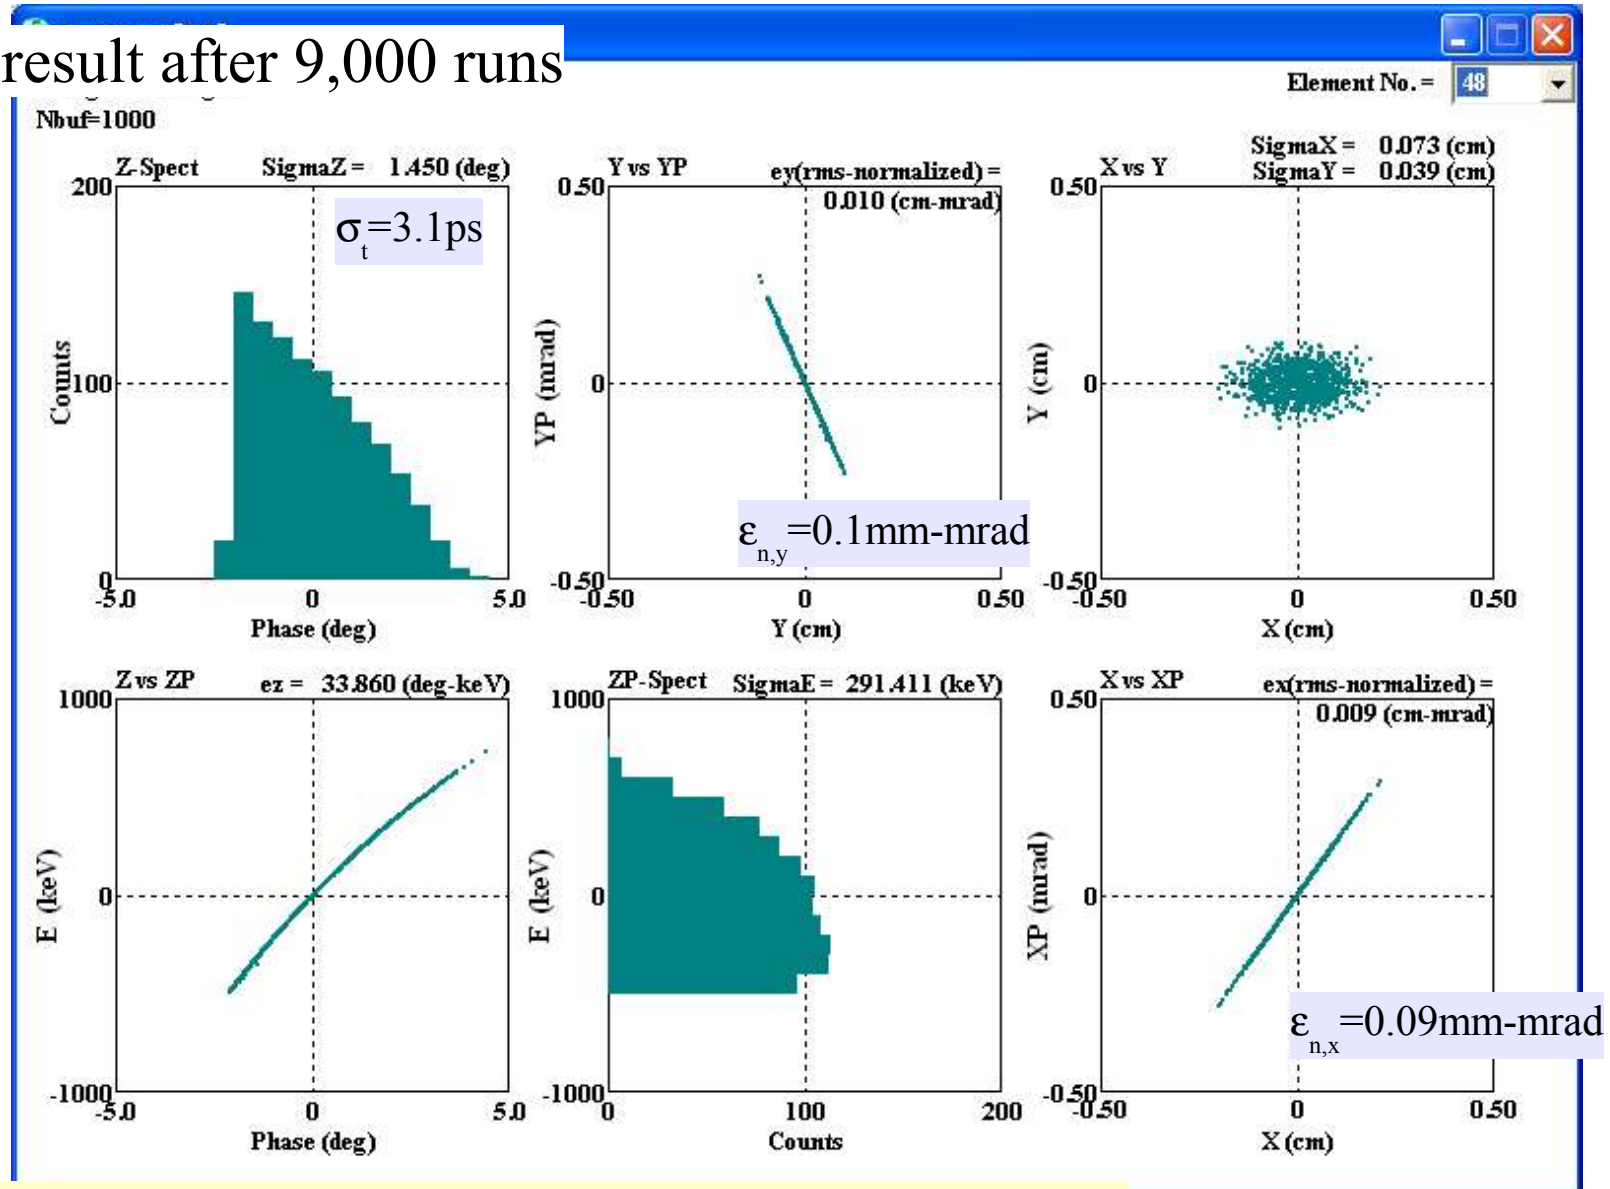 result after 9,000 runs
Element No. = 48
Nbuf=1000
Z-Spect SigmaZ = 1.450 (deg)
200
σt=3.1ps
Counts
100
0
-5.0 0 5.0
Phase (deg)
Y vs YP ey(rms-normalized) =
0.010 (cm-mrad)
0.50
YP (mrad)
0
εn,y=0.1mm-mrad
-0.50
-0.50 0 0.50
Y (cm)
SigmaX = 0.073 (cm)
X vs Y SigmaY = 0.039 (cm)
0.50
Y (cm)
0
-0.50
-0.50 0 0.50
X (cm)
Z vs ZP ez = 33.860 (deg-keV)
1000
E (keV)
0
-1000
-5.0 0 5.0
Phase (deg)
ZP-Spect SigmaE = 291.411 (keV)
1000
E (keV)
0
-1000
0 100 200
Counts
X vs XP ex(rms-normalized) =
0.009 (cm-mrad)
0.50
XP (mrad)
0
εn,x=0.09mm-mrad
-0.50
-0.50 0 0.50
X (cm)